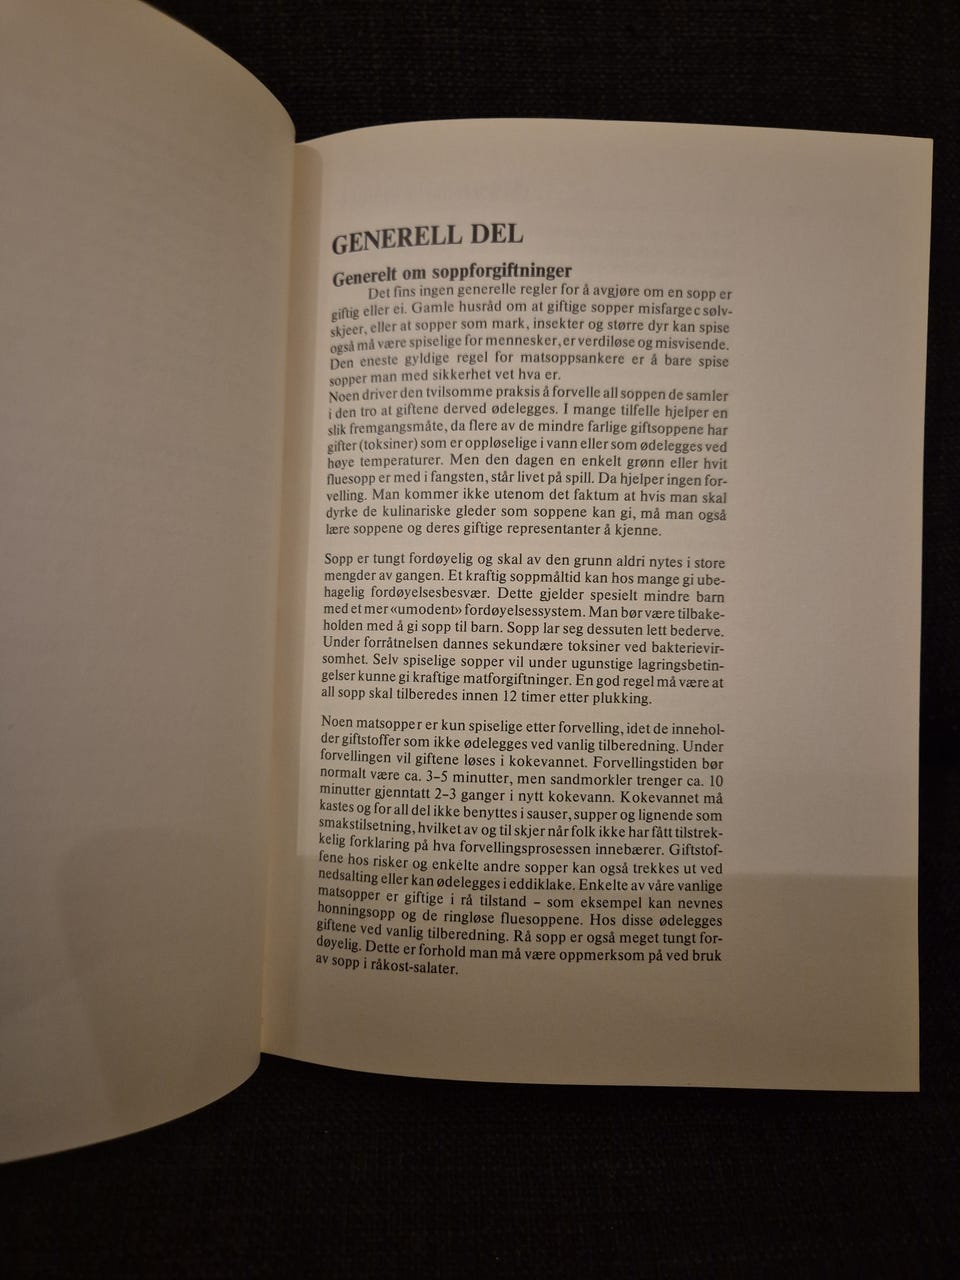 GENERELL DEL
Generelt om soppforgiftninger
Det fins ingen generelle regler for å avgjøre om en sopp er
giftig eller ei. Gamle husråd om at giftige sopper misfarger sølv-
skjeer, eller at sopper som mark, insekter og større dyr kan spise
også må være spiselige for mennesker, er verdiløse og misvisende.
Den eneste gyldige regel for matsoppsankere er å bare spise
sopper man med sikkerhet vet hva er.
Noen driver den tvilsomme praksis å forvelle all soppen de samler
i den tro at giftene derved ødelegges. I mange tilfelle hjelper en
slik fremgangsmåte, da flere av de mindre farlige giftsoppene har
gifter (toksiner) som er oppløselige i vann eller som ødelegges ved
høye temperaturer. Men den dagen en enkelt grønn eller hvit
fluesopp er med i fangsten, står livet på spill. Da hjelper ingen for-
velling. Man kommer ikke utenom det faktum at hvis man skal
dyrke de kulinariske gleder som soppene kan gi, må man også
lære soppene og deres giftige representanter å kjenne.
Sopp er tungt fordøyelig og skal av den grunn aldri nytes i store
mengder av gangen. Et kraftig soppmåltid kan hos mange gi ube-
hagelig fordøyelsesbesvær. Dette gjelder spesielt mindre barn
med et mer «umodent» fordøyelsessystem. Man bør være tilbake-
holden med å gi sopp til barn. Sopp lar seg dessuten lett bederve.
Under forråtnelsen dannes sekundære toksiner ved bakterievir-
somhet. Selv spiselige sopper vil under ugunstige lagringsbetin-
gelser kunne gi kraftige matforgiftninger. En god regel må være at
all sopp skal tilberedes innen 12 timer etter plukking.
Noen matsopper er kun spiselige etter forvelling, idet de innehol-
der giftstoffer som ikke ødelegges ved vanlig tilberedning. Under
forvellingen vil giftene løses i kokevannet. Forvellingstiden bør
normalt være ca. 3–5 minutter, men sandmorkler trenger ca. 10
minutter gjenntatt 2–3 ganger i nytt kokevann. Kokevannet må
kastes og for all del ikke benyttes i sauser, supper og lignende som
smakstilsetning, hvilket av og til skjer når folk ikke har fått tilstrek-
kelig forklaring på hva forvellingsprosessen innebærer. Giftstof-
fene hos risker og enkelte andre sopper kan også trekkes ut ved
nedsalting eller kan ødelegges i eddiklake. Enkelte av våre vanlige
matsopper er giftige i rå tilstand – som eksempel kan nevnes
honningsopp og de ringløse fluesoppene. Hos disse ødelegges
giftene ved vanlig tilberedning. Rå sopp er også meget tungt for-
døyelig. Dette er forhold man må være oppmerksom på ved bruk
av sopp i råkost-salater.